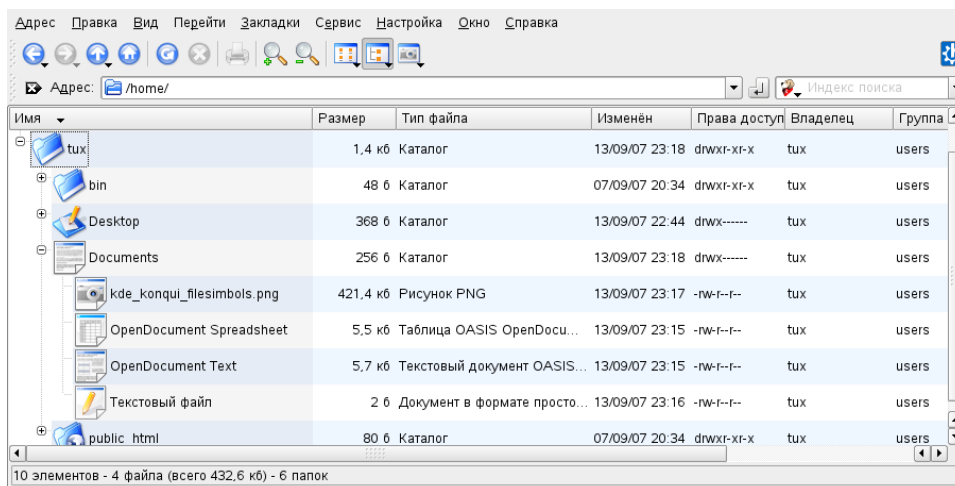 Адрес Правка Вид Перейти Закладки Сервис Настройка Окно Справка
Адрес: /home/ Индекс поиска
Имя Размер Тип файла Изменён Права доступ Владелец Группа
tux 1,4 кб Каталог 13/09/07 23:18 drwxr-xr-x tux users
bin 48 б Каталог 07/09/07 20:34 drwxr-xr-x tux users
Desktop 368 б Каталог 13/09/07 22:44 drwx------ tux users
Documents 256 б Каталог 13/09/07 23:18 drwx------ tux users
kde_konqui_filesimbols.png 421,4 кб Рисунок PNG 13/09/07 23:17 -rw-r--r-- tux users
OpenDocument Spreadsheet 5,5 кб Таблица OASIS OpenDocu... 13/09/07 23:15 -rw-r--r-- tux users
OpenDocument Text 5,7 кб Текстовый документ OASIS... 13/09/07 23:15 -rw-r--r-- tux users
Текстовый файл 2 б Документ в формате просто... 13/09/07 23:16 -rw-r--r-- tux users
public_html 80 б Каталог 07/09/07 20:34 drwxr-xr-x tux users
10 элементов - 4 файла (всего 432,6 кб) - 6 папок